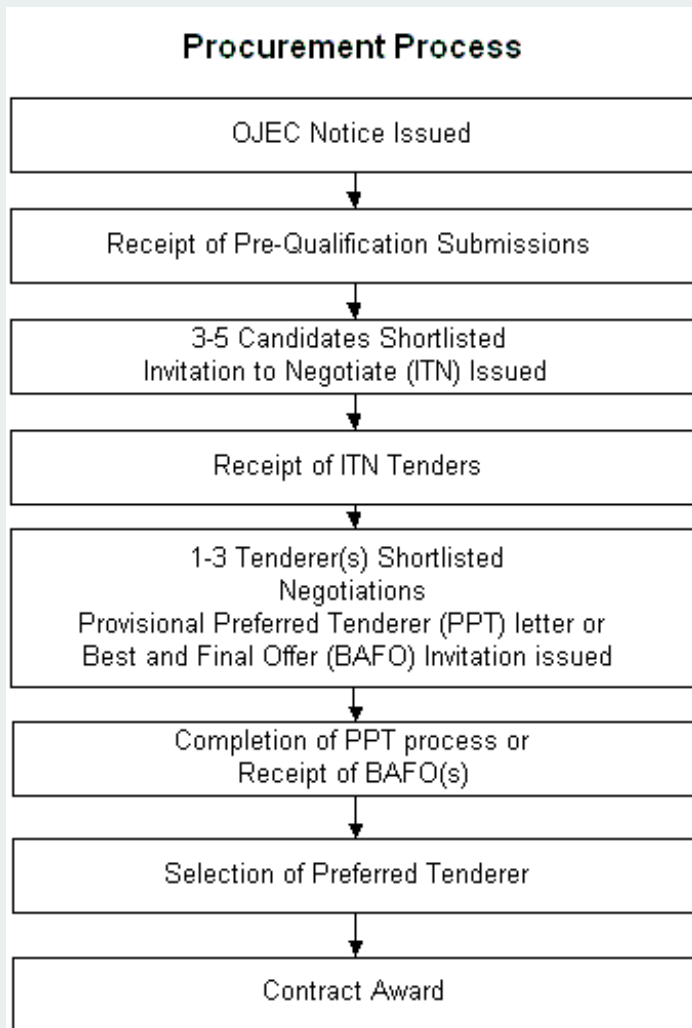 Procurement Process
OJEC Notice Issued
Receipt of Pre-Qualification Submissions
3-5 Candidates Shortlisted
Invitation to Negotiate (ITN) Issued
Receipt of ITN Tenders
1-3 Tenderer(s) Shortlisted
Negotiations
Provisional Preferred Tenderer (PPT) letter or
Best and Final Offer (BAFO) Invitation issued
Completion of PPT process or
Receipt of BAFO(s)
Selection of Preferred Tenderer
Contract Award